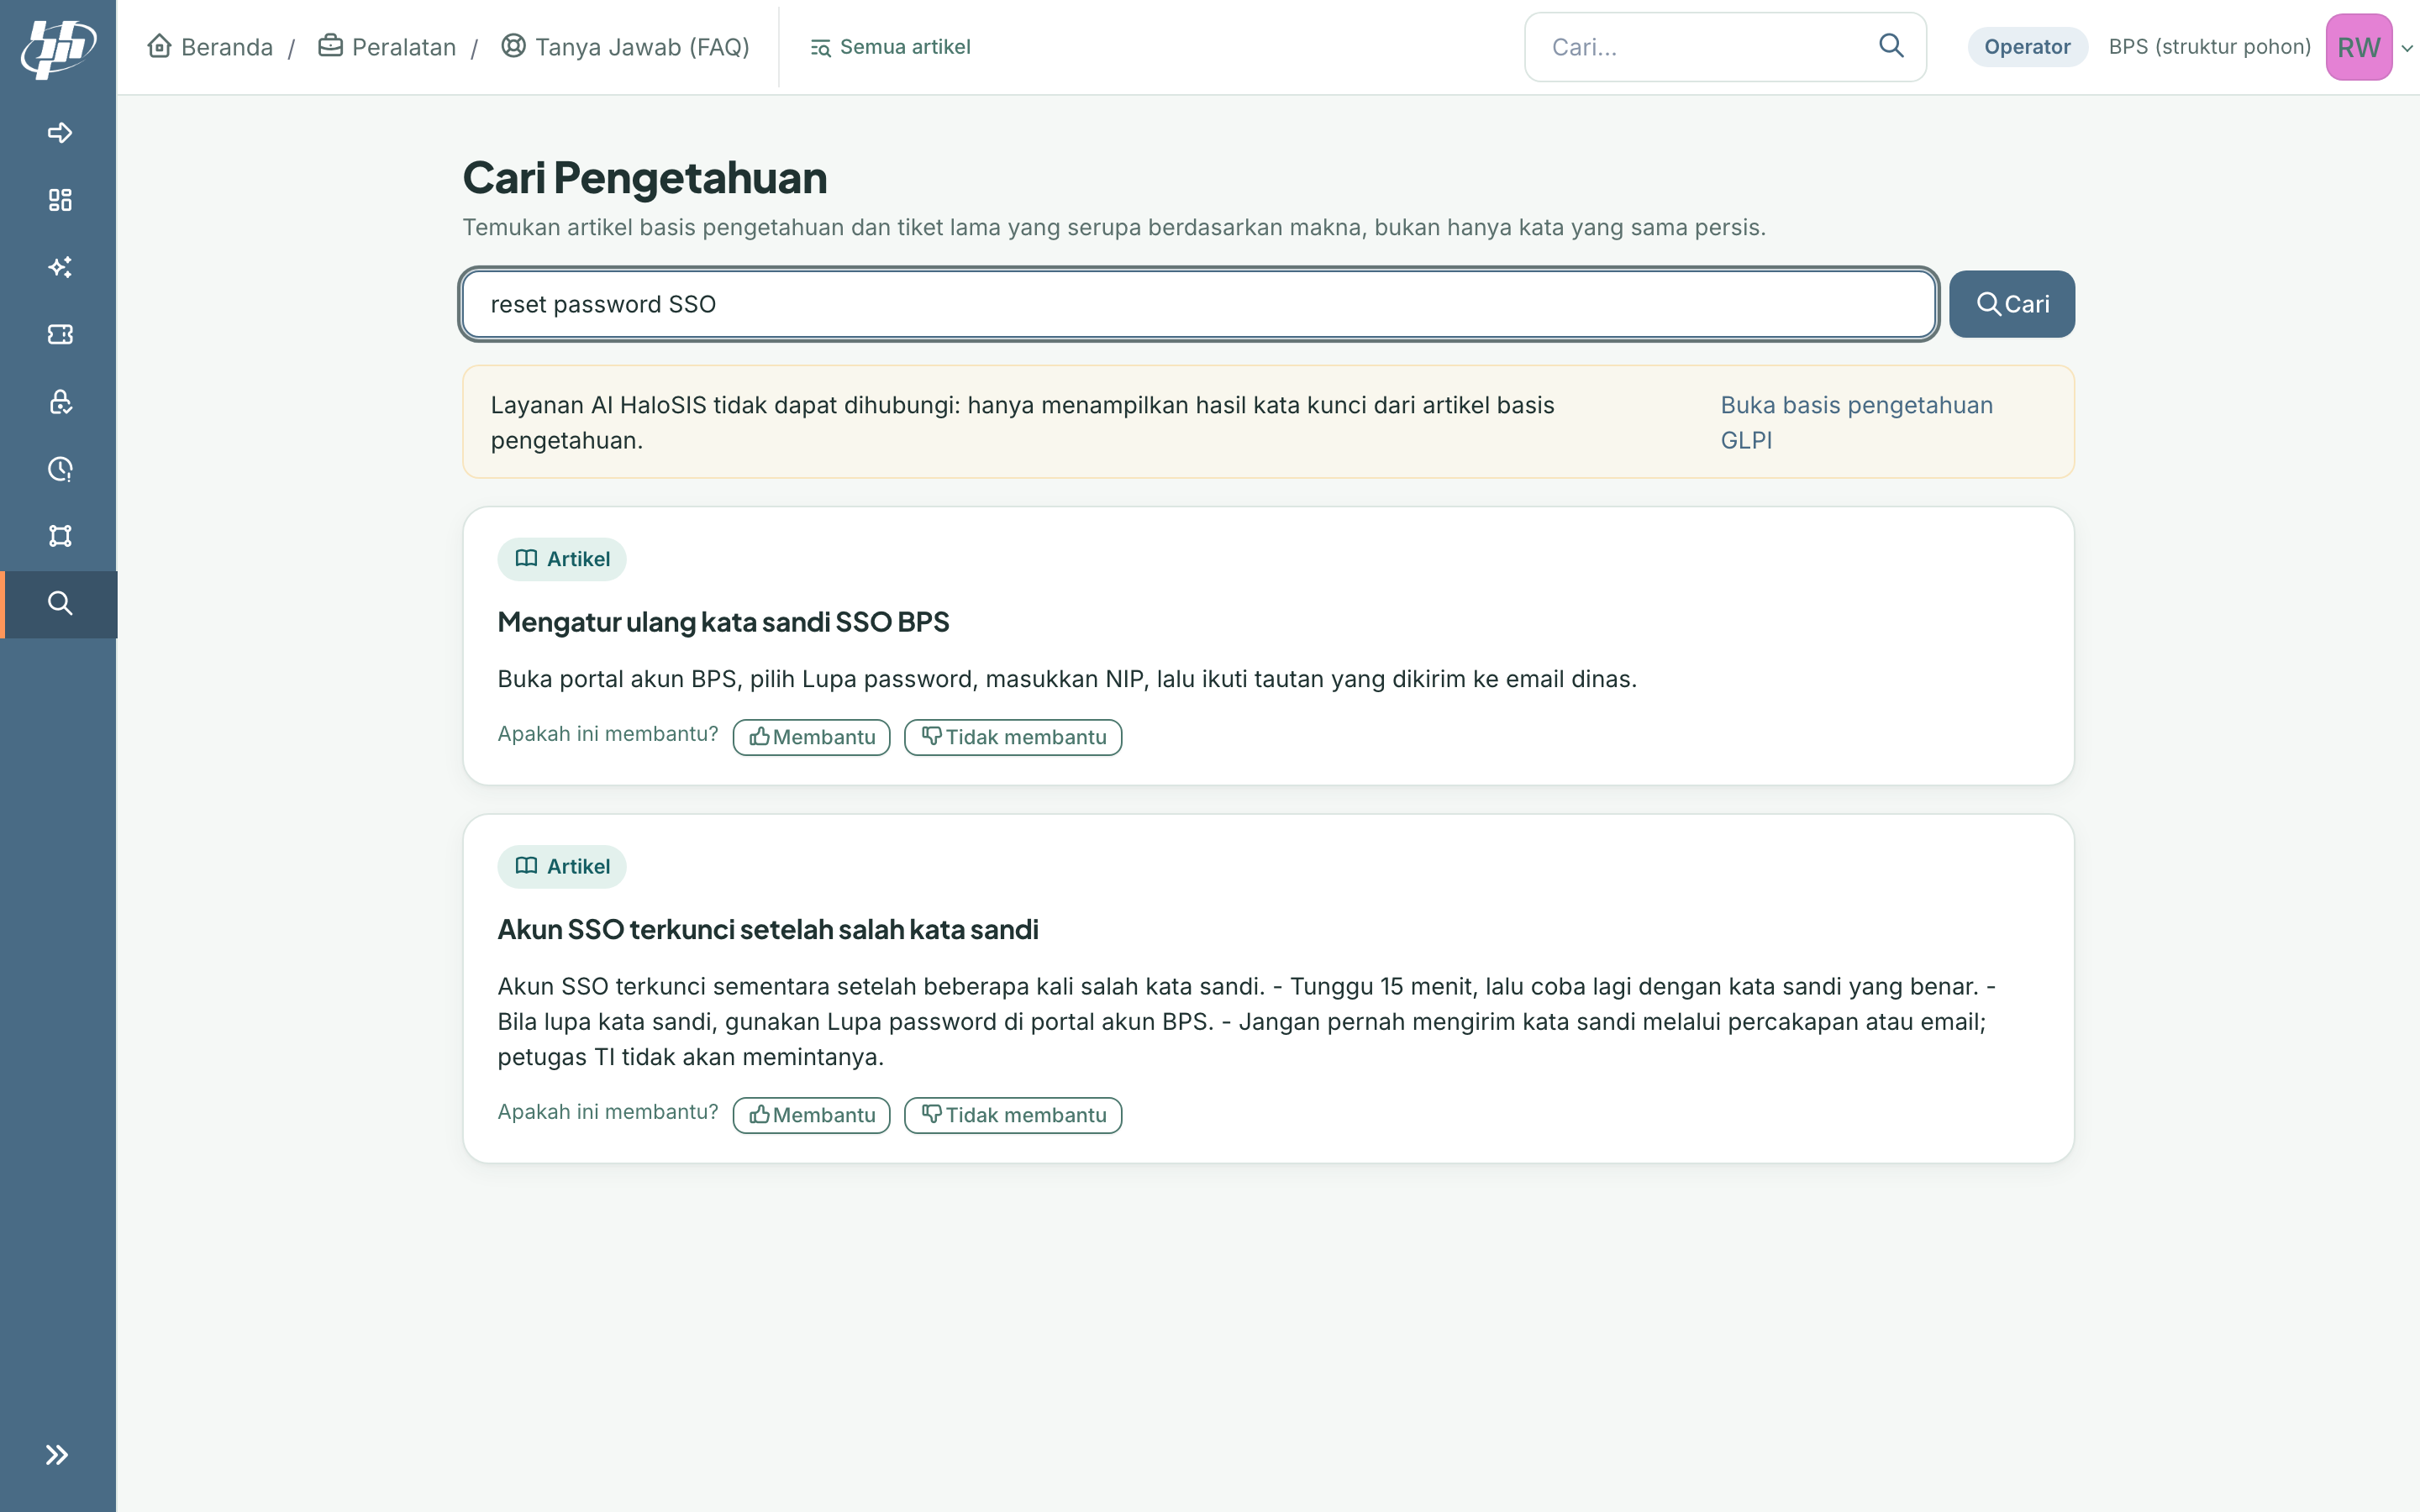 Beranda / Peralatan / Tanya Jawab (FAQ)
Semua artikel
Cari...
Operator
BPS (struktur pohon)
RW
Cari Pengetahuan
Temukan artikel basis pengetahuan dan tiket lama yang serupa berdasarkan makna, bukan hanya kata yang sama persis.
reset password SSO
Cari
Layanan AI HaloSIS tidak dapat dihubungi: hanya menampilkan hasil kata kunci dari artikel basis
pengetahuan.
Buka basis pengetahuan
GLPI
Artikel
Mengatur ulang kata sandi SSO BPS
Buka portal akun BPS, pilih Lupa password, masukkan NIP, lalu ikuti tautan yang dikirim ke email dinas.
Apakah ini membantu? Membantu Tidak membantu
Artikel
Akun SSO terkunci setelah salah kata sandi
Akun SSO terkunci sementara setelah beberapa kali salah kata sandi. - Tunggu 15 menit, lalu coba lagi dengan kata sandi yang benar. -
Bila lupa kata sandi, gunakan Lupa password di portal akun BPS. - Jangan pernah mengirim kata sandi melalui percakapan atau email;
petugas TI tidak akan memintanya.
Apakah ini membantu? Membantu Tidak membantu